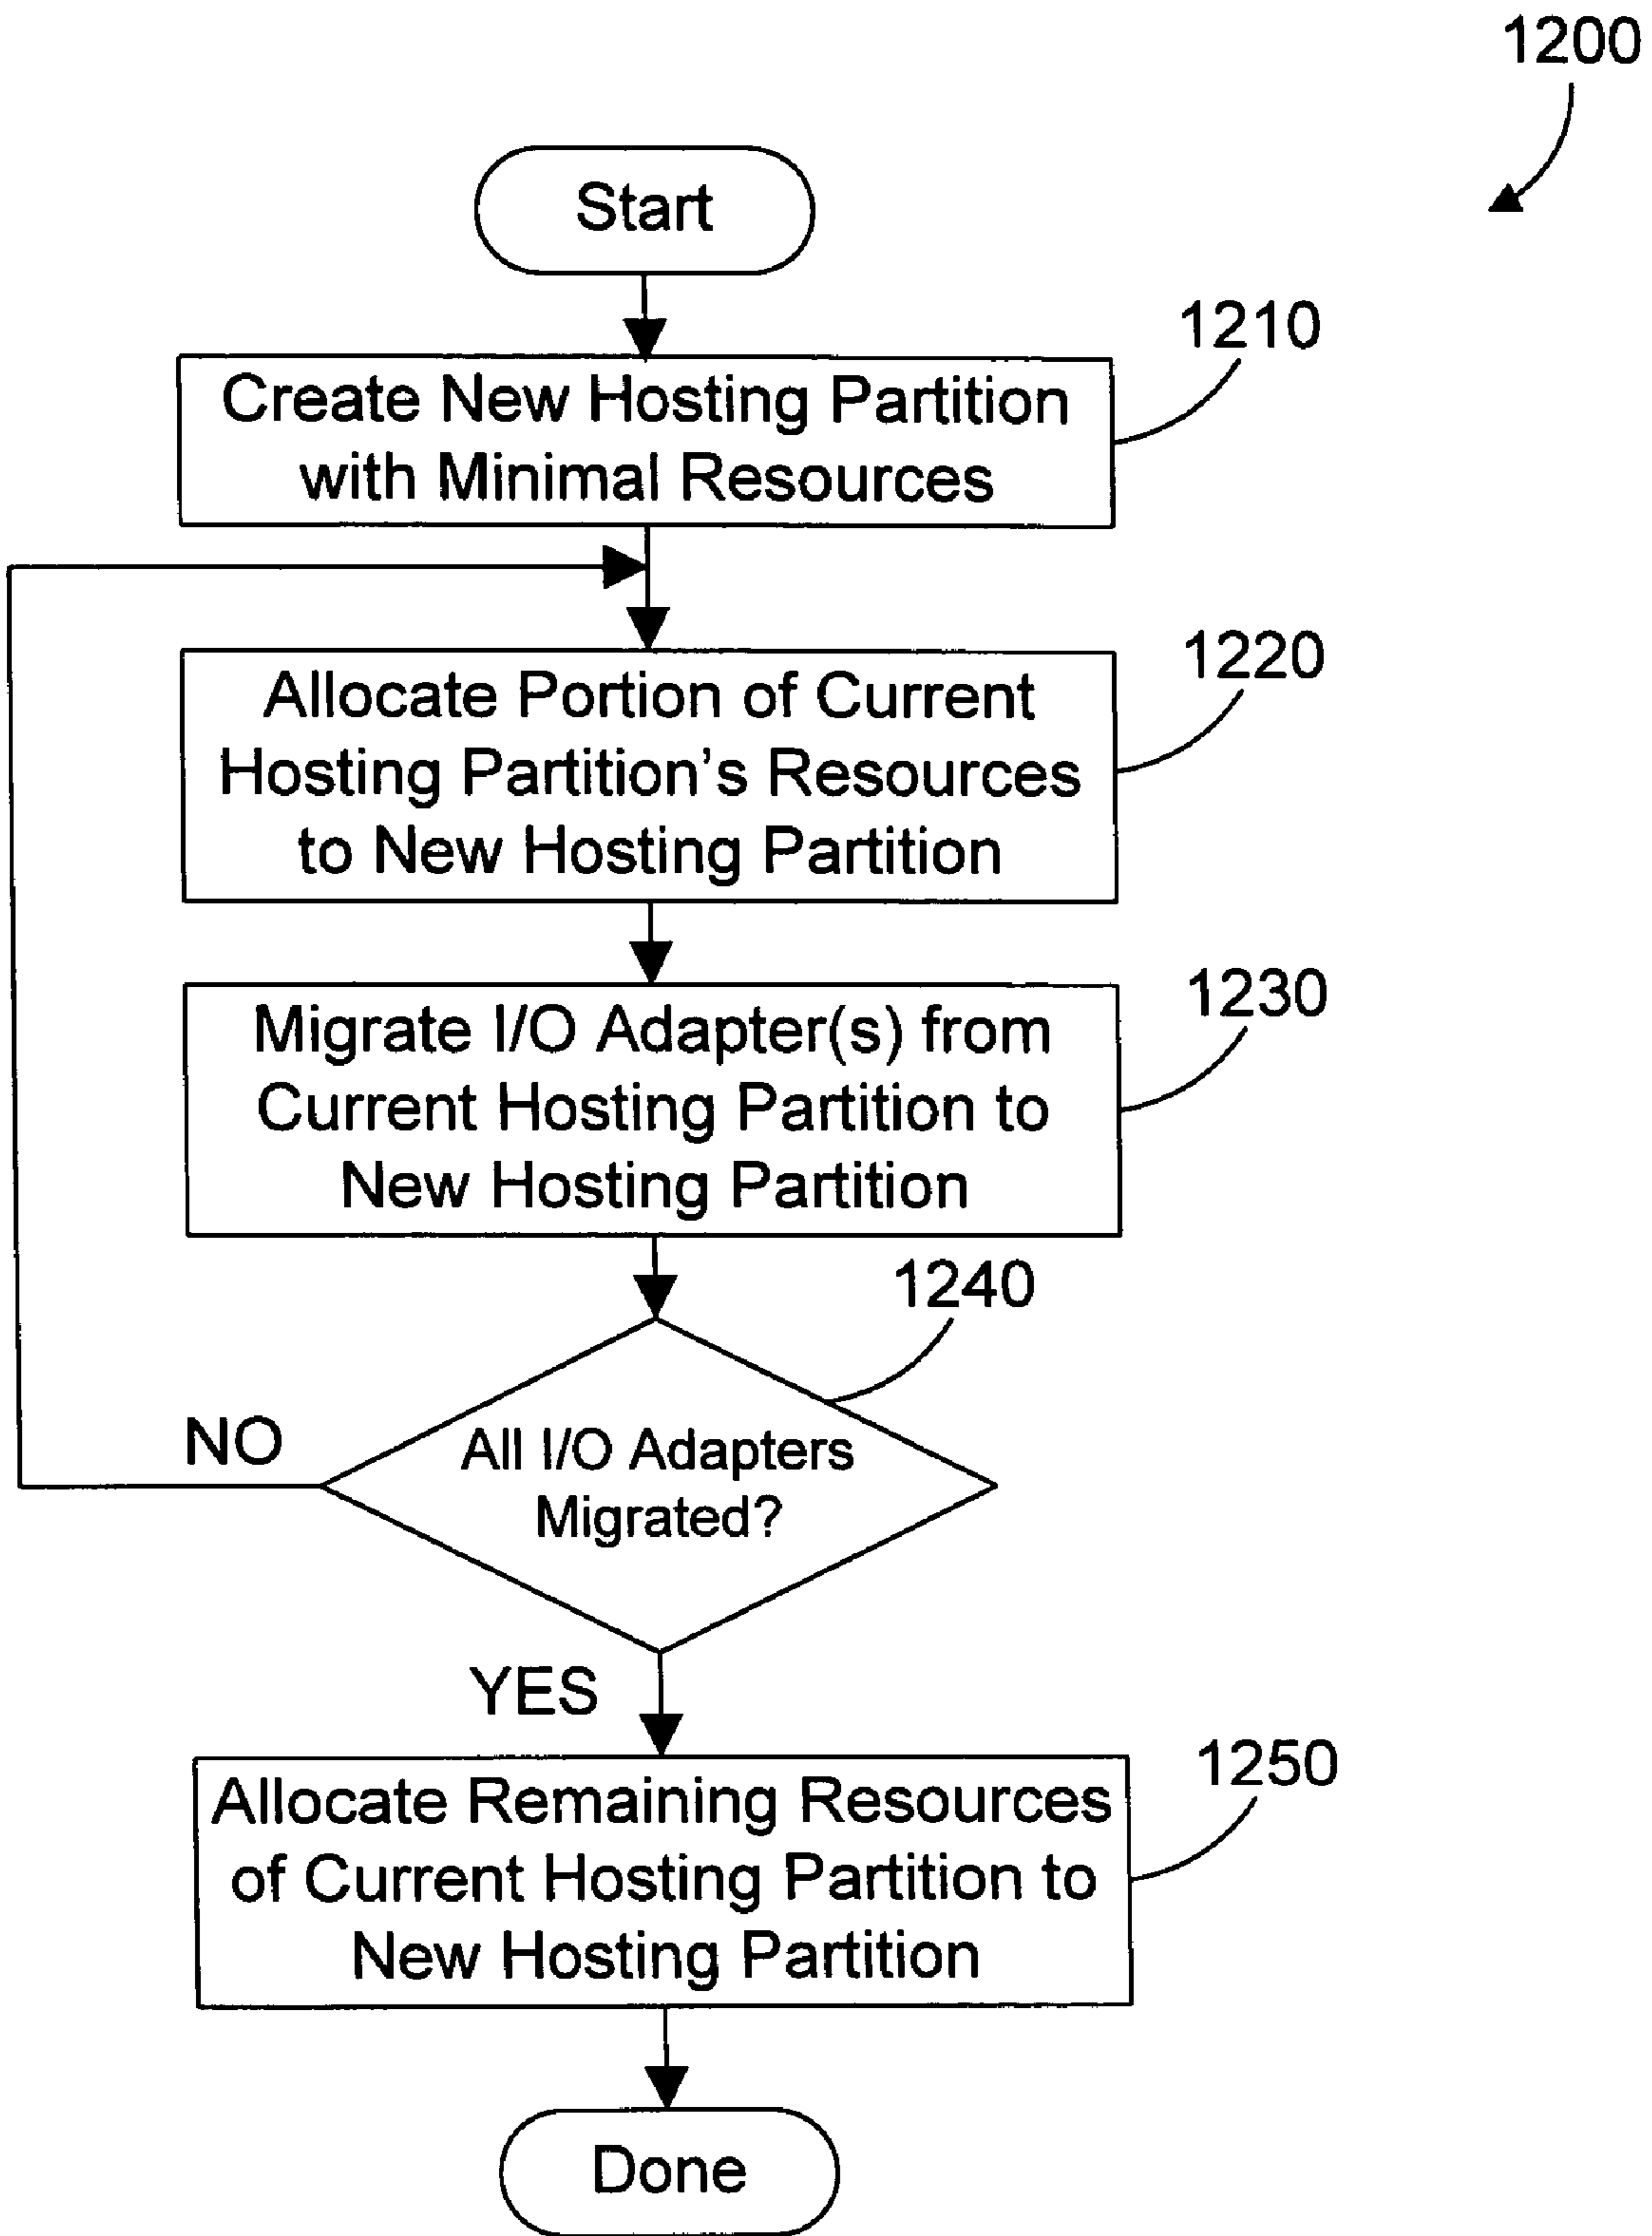 1200
Start
1210
Create New Hosting Partition
with Minimal Resources
1220
Allocate Portion of Current
Hosting Partition’s Resources
to New Hosting Partition
1230
Migrate I/O Adapter(s) from
Current Hosting Partition to
New Hosting Partition
1240
NO
All I/O Adapters
Migrated?
YES
1250
Allocate Remaining Resources
of Current Hosting Partition to
New Hosting Partition
Done